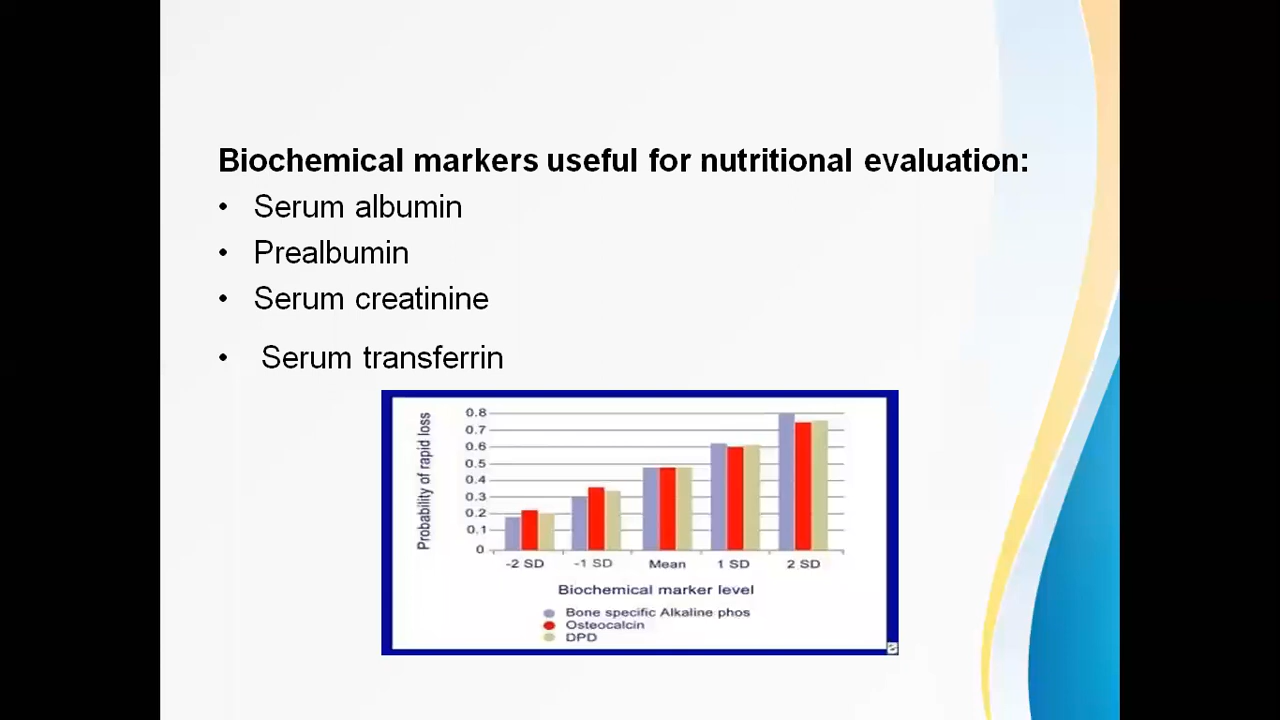 Biochemical markers useful for nutritional evaluation:
• Serum albumin
• Prealbumin
• Serum creatinine
• Serum transferrin
Probability of rapid loss
0.8
0.7
0.6
0.5
0.4
0.3
0.2
0.1
0
-2 SD -1 SD Mean 1 SD 2 SD
Biochemical marker level
Bone specific Alkaline phos
Osteocalcin
DPD